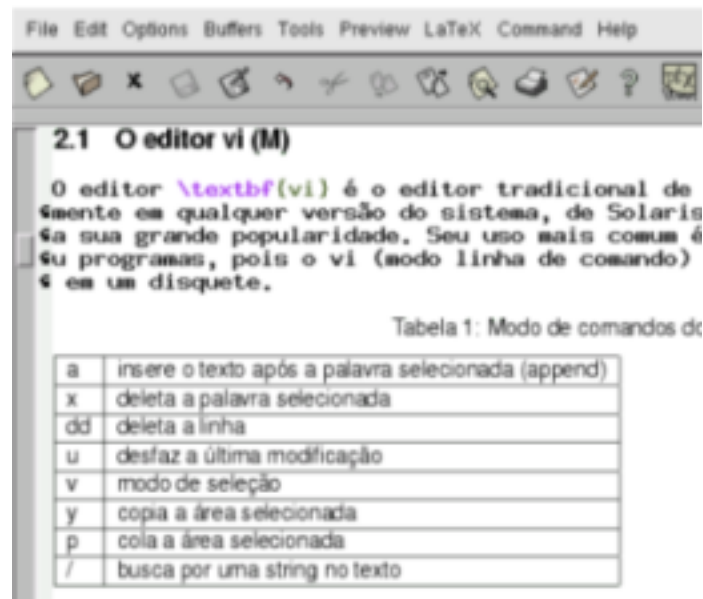 File Edit Options Buffers Tools Preview LaTeX Command Help
2.1 O editor vi (M)
O editor \textbf{vi} é o editor tradicional de
mente em qualquer versão do sistema, de Solaris
a sua grande popularidade. Seu uso mais comum é
u programas, pois o vi (modo linha de comando)
em um disquete.
Tabela 1: Modo de comandos do
a insere o texto após a palavra selecionada (append)
x deleta a palavra selecionada
dd deleta a linha
u desfaz a última modificação
v modo de seleção
y copia a área selecionada
p cola a área selecionada
/ busca por uma string no texto